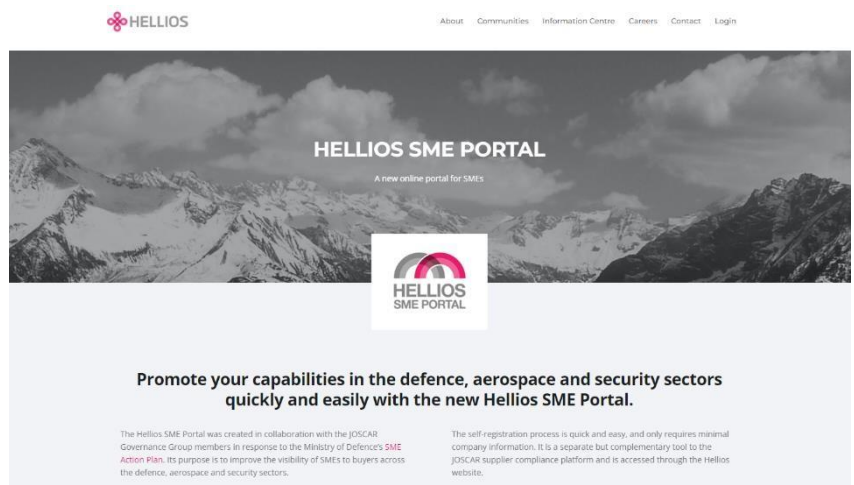 HELLIOS
About Communities Information Centre Careers Contact Login
HELLIOS SME PORTAL
A new online portal for SMEs
HELLIOS
SME PORTAL
Promote your capabilities in the defence, aerospace and security sectors
quickly and easily with the new Hellios SME Portal.
The Hellios SME Portal was created in collaboration with the JOSCAR
Governance Group members in response to the Ministry of Defence's SME
Action Plan. Its purpose is to improve the visibility of SMEs to buyers across
the defence, aerospace and security sectors.
The self-registration process is quick and easy, and only requires minimal
company information. It is a separate but complementary tool to the
JOSCAR supplier compliance platform and is accessed through the Hellios
website.